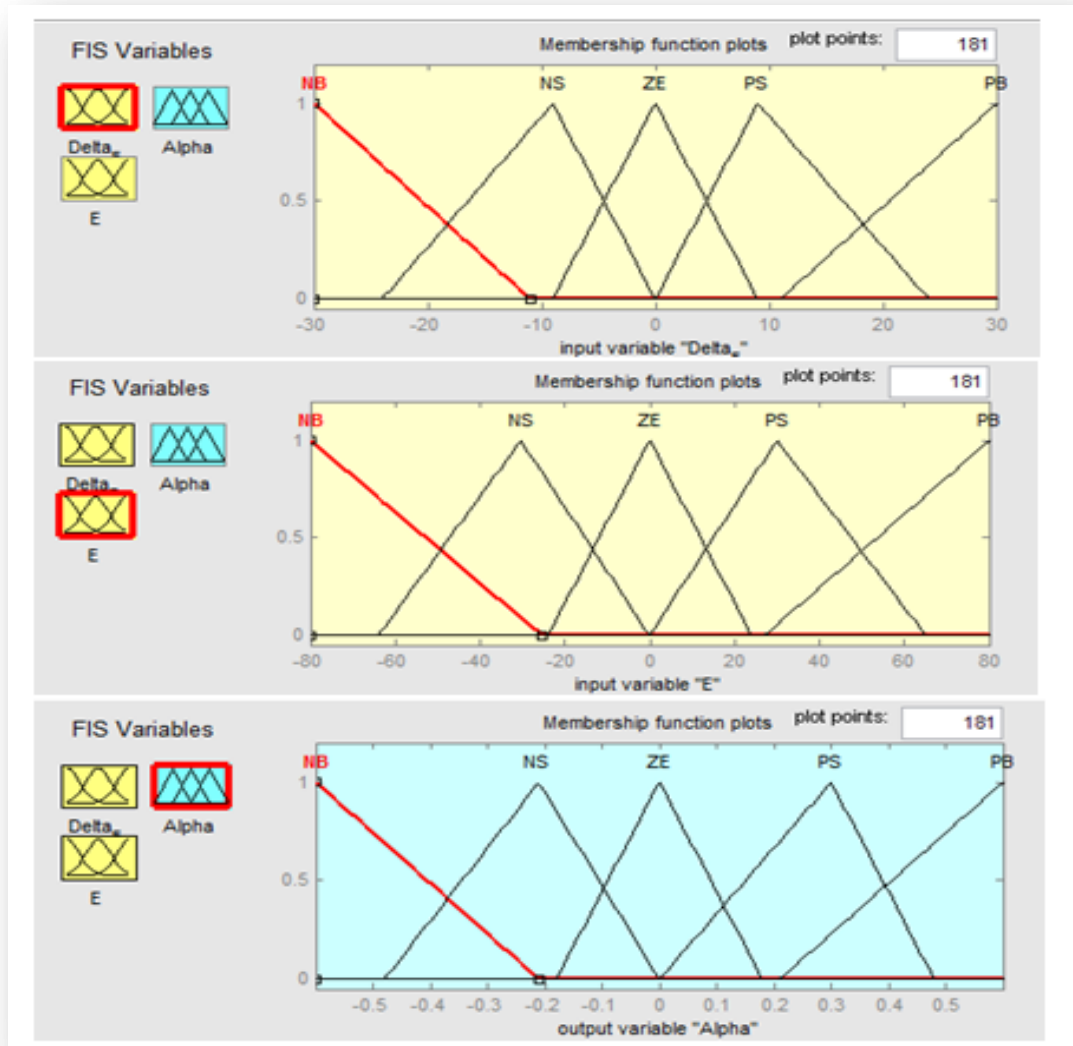 FIS Variables
Membership function plots plot points: 181
NB NS ZE PS PB
Delta_e Alpha
E
1
0.5
0
-30 -20 -10 0 10 20 30
input variable "Delta_e"
FIS Variables
Membership function plots plot points: 181
NB NS ZE PS PB
Delta_e Alpha
E
1
0.5
0
-80 -60 -40 -20 0 20 40 60 80
input variable "E"
FIS Variables
Membership function plots plot points: 181
NB NS ZE PS PB
Delta_e Alpha
E
1
0.5
0
-0.5 -0.4 -0.3 -0.2 -0.1 0 0.1 0.2 0.3 0.4 0.5
output variable "Alpha"